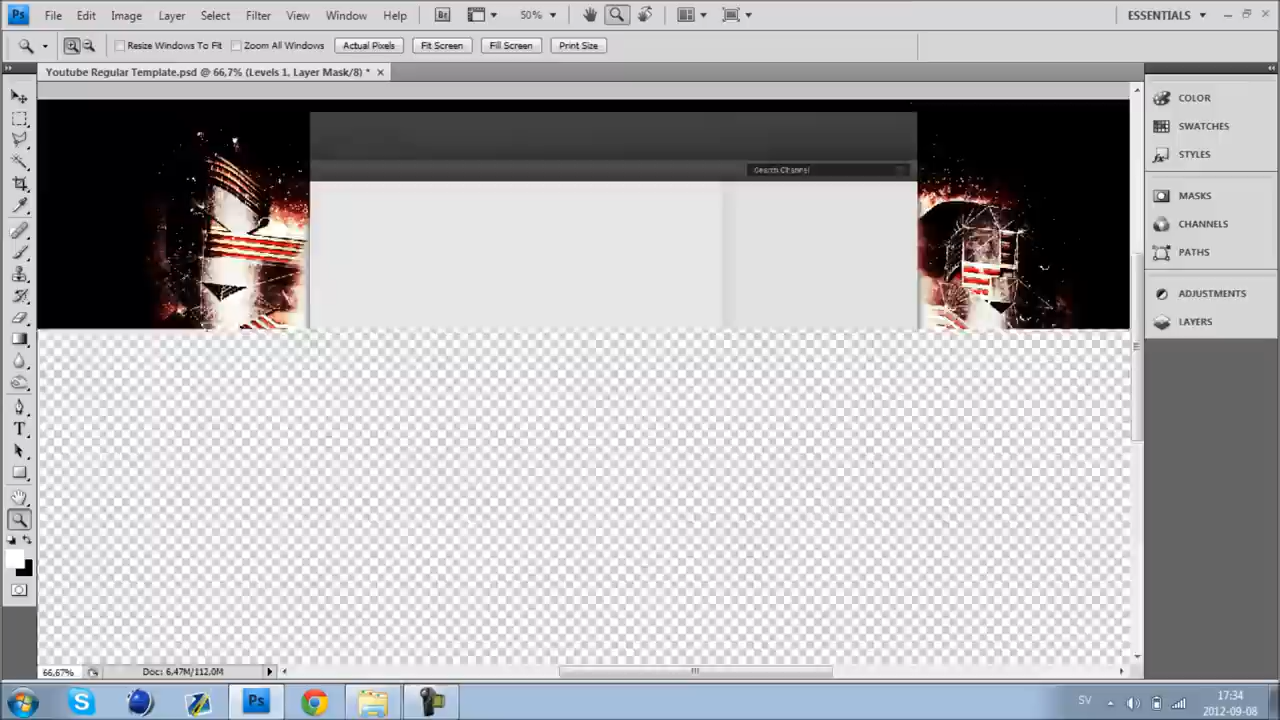 Ps File Edit Image Layer Select Filter View Window Help Br 50% ESSENTIALS
Resize Windows To Fit Zoom All Windows Actual Pixels Fit Screen Fill Screen Print Size
Youtube Regular Template.psd @ 66,7% (Levels 1, Layer Mask/8) *
Search Channel
COLOR
SWATCHES
STYLES
MASKS
CHANNELS
PATHS
ADJUSTMENTS
LAYERS
T
66,67% Doc: 6,47M/112,0M
Ps SV 17:34
2012-09-08